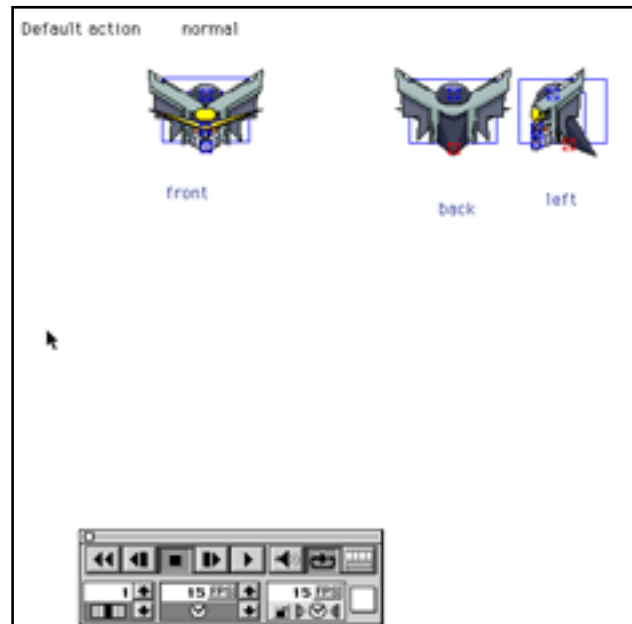 Default action normal
front
back
left
1 15 FPS 15 FPS